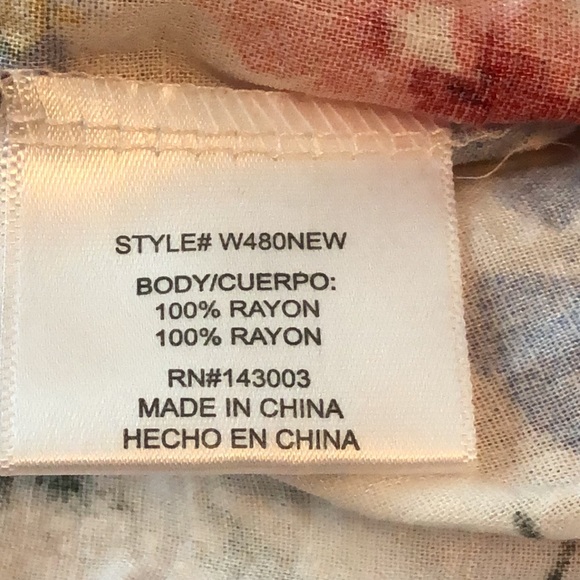 STYLE# W480NEW
BODY/CUERPO:
100% RAYON
100% RAYON
RN#143003
MADE IN CHINA
HECHO EN CHINA